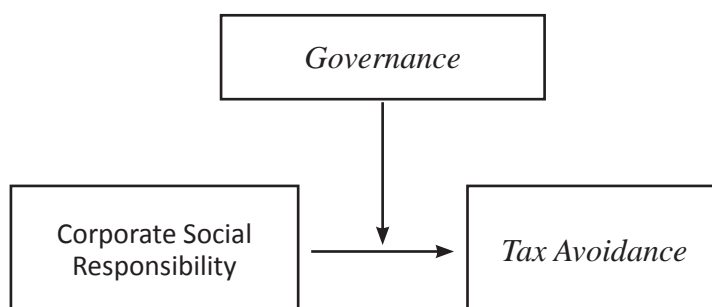 Governance
Corporate Social
Responsibility
Tax Avoidance